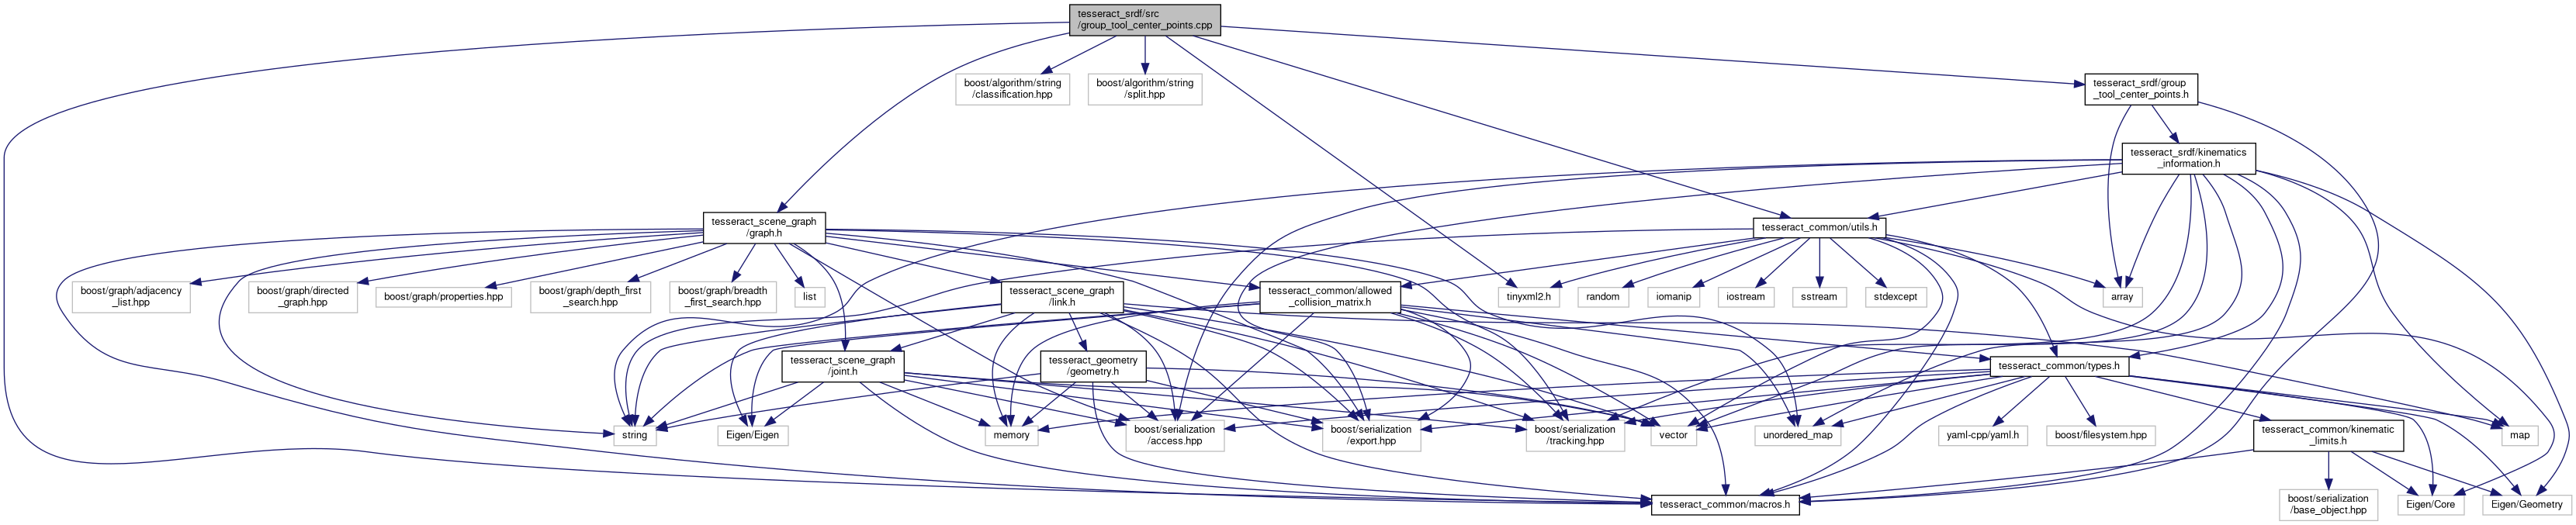 tesseract_srdf/src
/group_tool_center_points.cpp
boost/algorithm/string
/classification.hpp
boost/algorithm/string
/split.hpp
tesseract_srdf/group
_tool_center_points.h
tesseract_srdf/kinematics
_information.h
tesseract_scene_graph
/graph.h
tesseract_common/utils.h
boost/graph/adjacency
_list.hpp
boost/graph/directed
_graph.hpp
boost/graph/properties.hpp
boost/graph/depth_first
_search.hpp
boost/graph/breadth
_first_search.hpp
list
tesseract_scene_graph
/link.h
tesseract_common/allowed
_collision_matrix.h
tinyxml2.h
random
iomanip
iostream
sstream
stdexcept
array
tesseract_scene_graph
/joint.h
tesseract_geometry
/geometry.h
tesseract_common/types.h
string
Eigen/Eigen
memory
boost/serialization
/access.hpp
boost/serialization
/export.hpp
boost/serialization
/tracking.hpp
vector
unordered_map
yaml-cpp/yaml.h
boost/filesystem.hpp
tesseract_common/kinematic
_limits.h
map
tesseract_common/macros.h
boost/serialization
/base_object.hpp
Eigen/Core
Eigen/Geometry